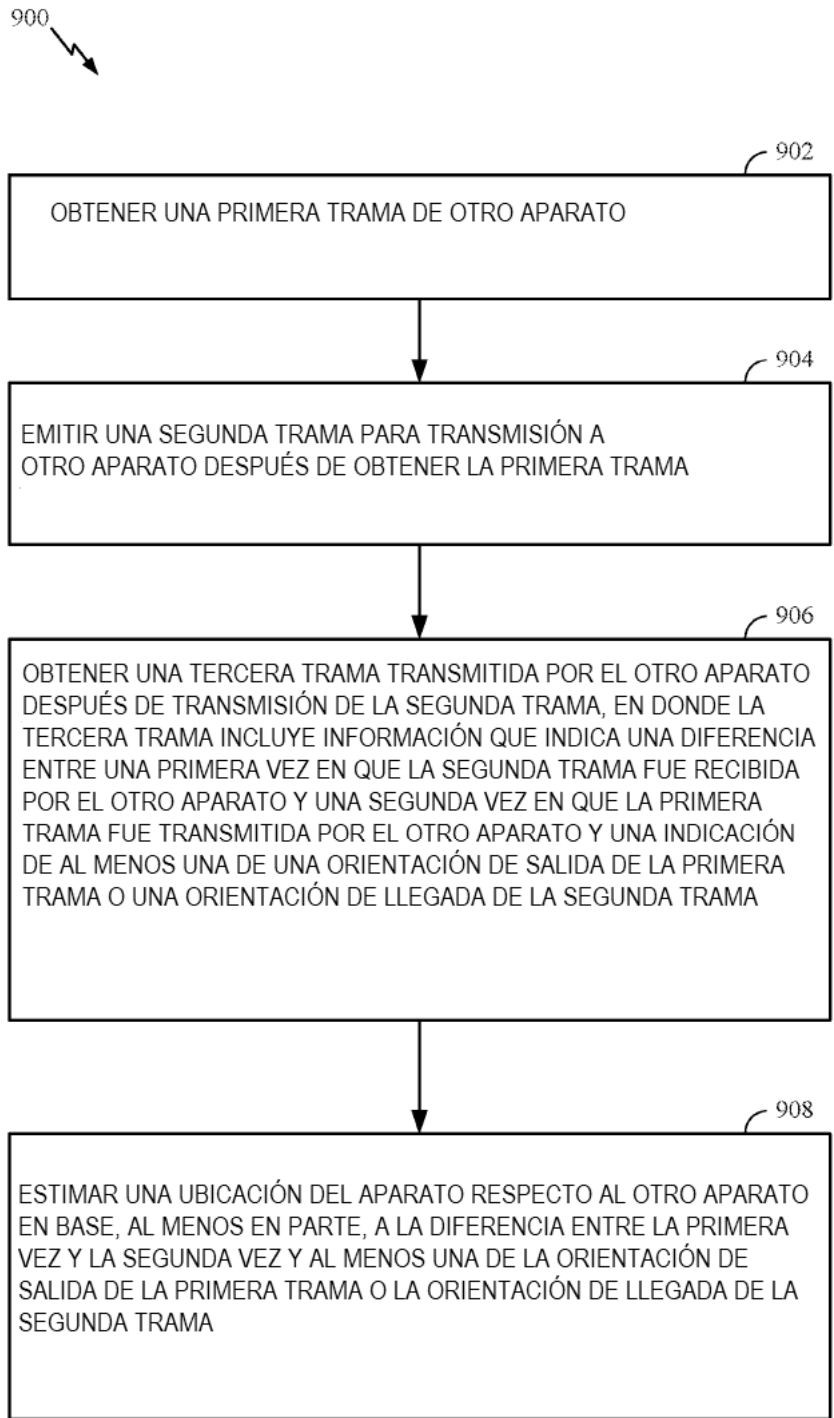 900
902
OBTENER UNA PRIMERA TRAMA DE OTRO APARATO
904
EMITIR UNA SEGUNDA TRAMA PARA TRANSMISIÓN A
OTRO APARATO DESPUÉS DE OBTENER LA PRIMERA TRAMA
906
OBTENER UNA TERCERA TRAMA TRANSMITIDA POR EL OTRO APARATO
DESPUÉS DE TRANSMISIÓN DE LA SEGUNDA TRAMA, EN DONDE LA
TERCERA TRAMA INCLUYE INFORMACIÓN QUE INDICA UNA DIFERENCIA
ENTRE UNA PRIMERA VEZ EN QUE LA SEGUNDA TRAMA FUE RECIBIDA
POR EL OTRO APARATO Y UNA SEGUNDA VEZ EN QUE LA PRIMERA
TRAMA FUE TRANSMITIDA POR EL OTRO APARATO Y UNA INDICACIÓN
DE AL MENOS UNA DE UNA ORIENTACIÓN DE SALIDA DE LA PRIMERA
TRAMA O UNA ORIENTACIÓN DE LLEGADA DE LA SEGUNDA TRAMA
908
ESTIMAR UNA UBICACIÓN DEL APARATO RESPECTO AL OTRO APARATO
EN BASE, AL MENOS EN PARTE, A LA DIFERENCIA ENTRE LA PRIMERA
VEZ Y LA SEGUNDA VEZ Y AL MENOS UNA DE LA ORIENTACIÓN DE
SALIDA DE LA PRIMERA TRAMA O LA ORIENTACIÓN DE LLEGADA DE LA
SEGUNDA TRAMA